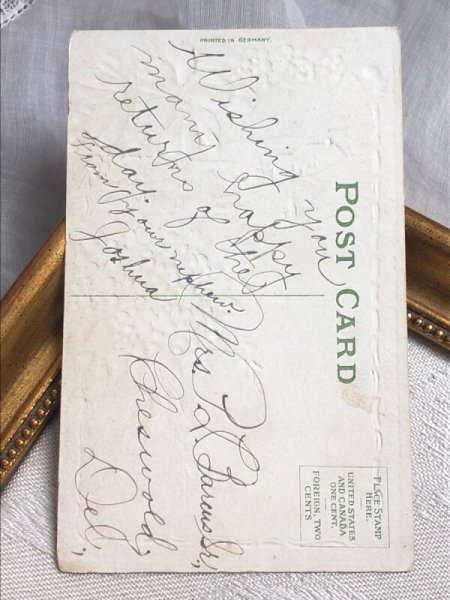 PRINTED IN GERMANY.
POST CARD
Wishing you
many happy
returns of the
day.
From your nephew.
Joshua
PLACE STAMP
HERE.
UNITED STATES
AND CANADA
ONE CENT.
FOREIGN, TWO
CENTS
Mrs. L
Cheswold,
Del,